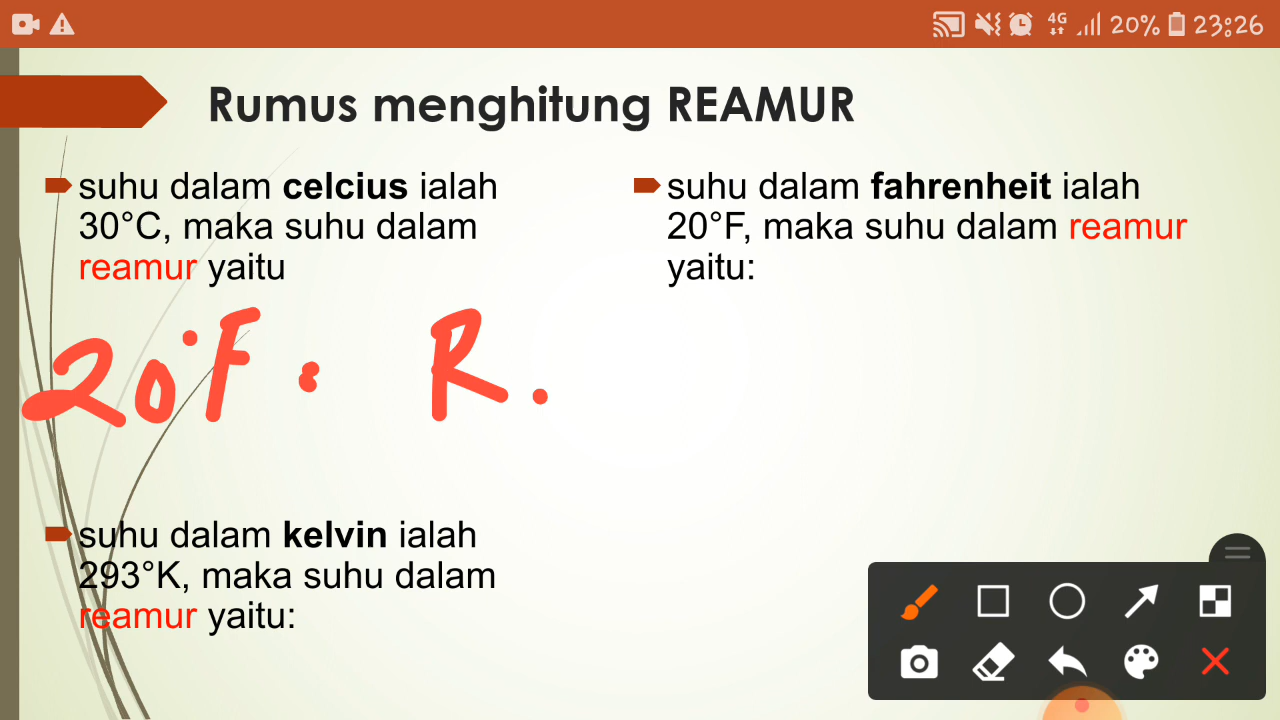 4G 20% 23:26
Rumus menghitung REAMUR
suhu dalam celcius ialah
30°C, maka suhu dalam
reamur yaitu
20°F : R.
suhu dalam kelvin ialah
293°K, maka suhu dalam
reamur yaitu:
suhu dalam fahrenheit ialah
20°F, maka suhu dalam reamur
yaitu: